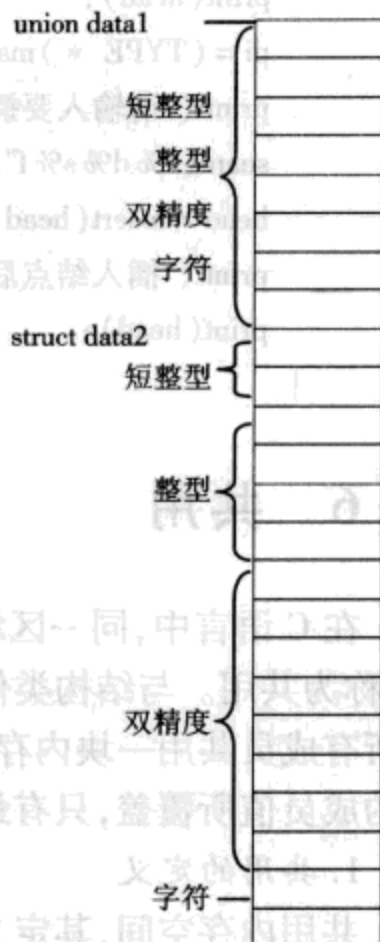 union data1
短整型
整型
双精度
字符
struct data2
短整型
整型
双精度
字符